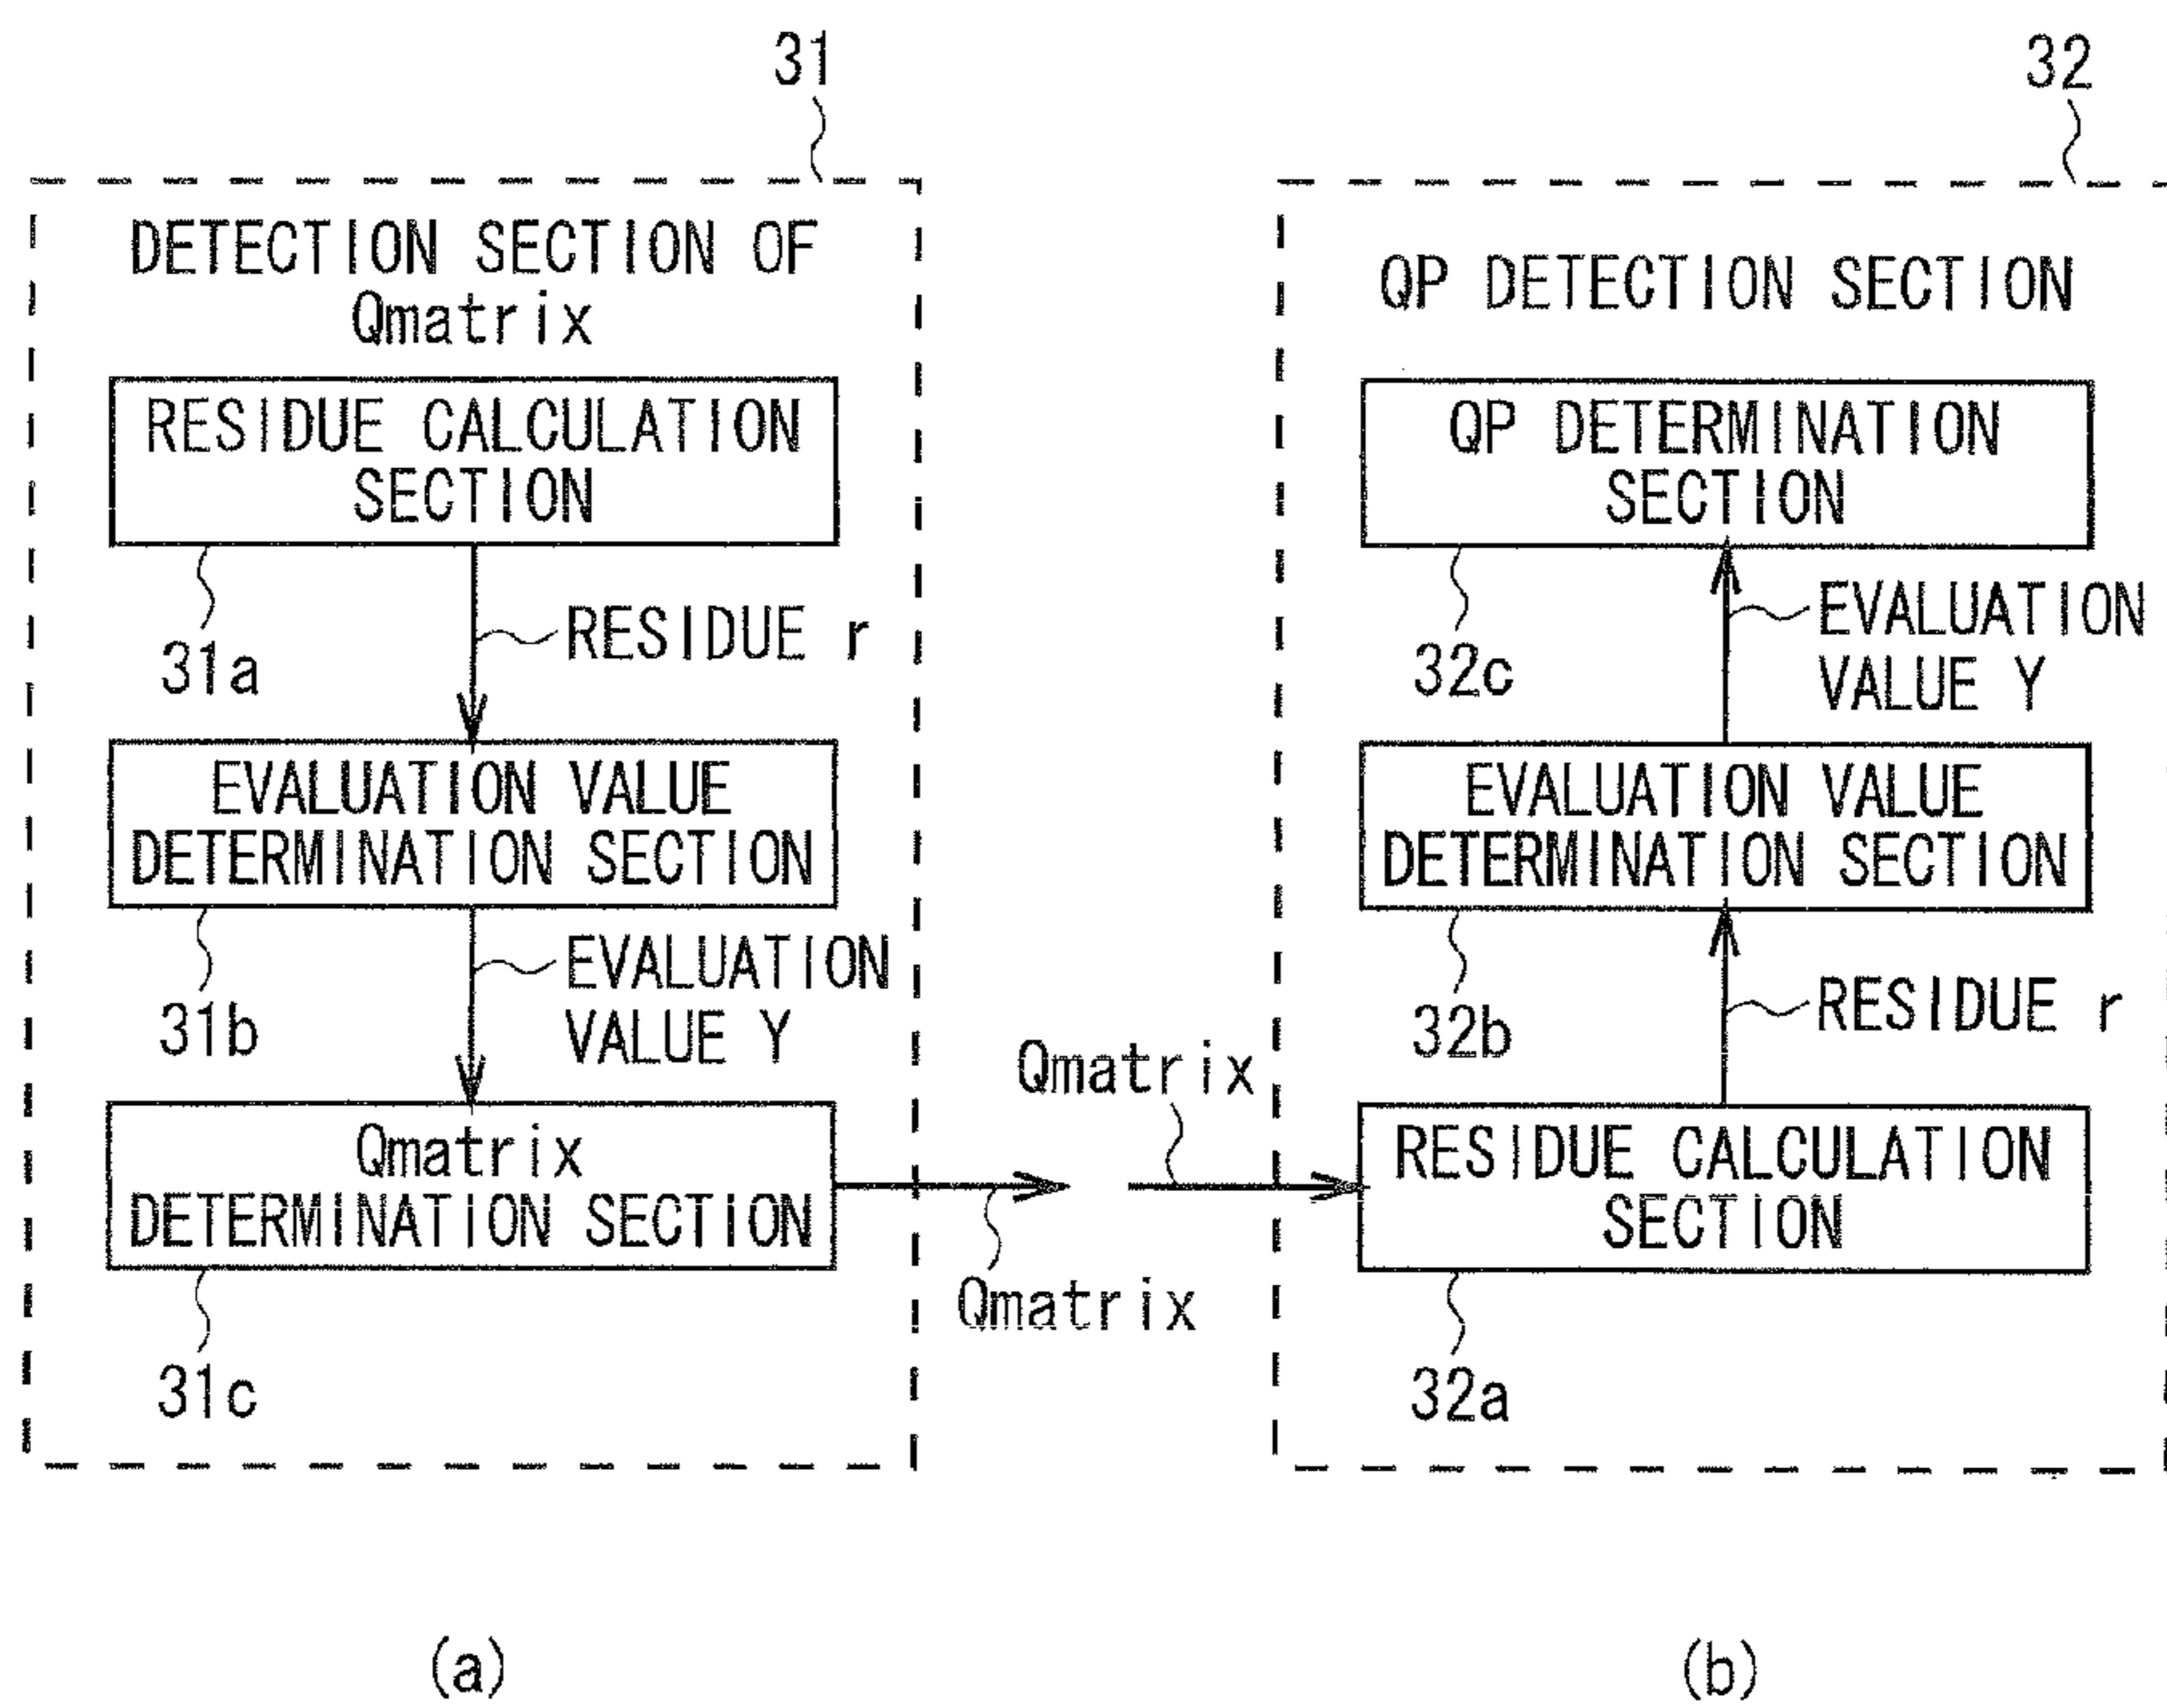 31
DETECTION SECTION OF
Qmatrix
RESIDUE CALCULATION
SECTION
31a
RESIDUE r
EVALUATION VALUE
DETERMINATION SECTION
31b
EVALUATION
VALUE Y
Qmatrix
DETERMINATION SECTION
31c
Qmatrix
(a)
32
QP DETECTION SECTION
QP DETERMINATION
SECTION
32c
EVALUATION
VALUE Y
EVALUATION VALUE
DETERMINATION SECTION
32b
RESIDUE r
Qmatrix
RESIDUE CALCULATION
SECTION
32a
(b)